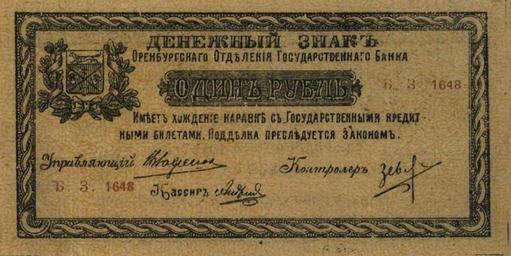 ДЕНЕЖНЫЙ ЗНАКЪ
ОРЕНБУРГСКАГО ОТДѢЛЕНІЯ ГОСУДАРСТВЕННАГО БАНКА
ОДИНЪ РУБЛЬ
Б. З. 1648
ИМѢЕТЪ ХОЖДЕНІЕ НАРАВНѢ СЪ ГОСУДАРСТВЕННЫМИ КРЕДИТ-
НЫМИ БИЛЕТАМИ. ПОДДѢЛКА ПРЕСЛѢДУЕТСЯ ЗАКОНОМЪ.
Управляющій
Контролеръ
Б. З. 1648
Кассиръ